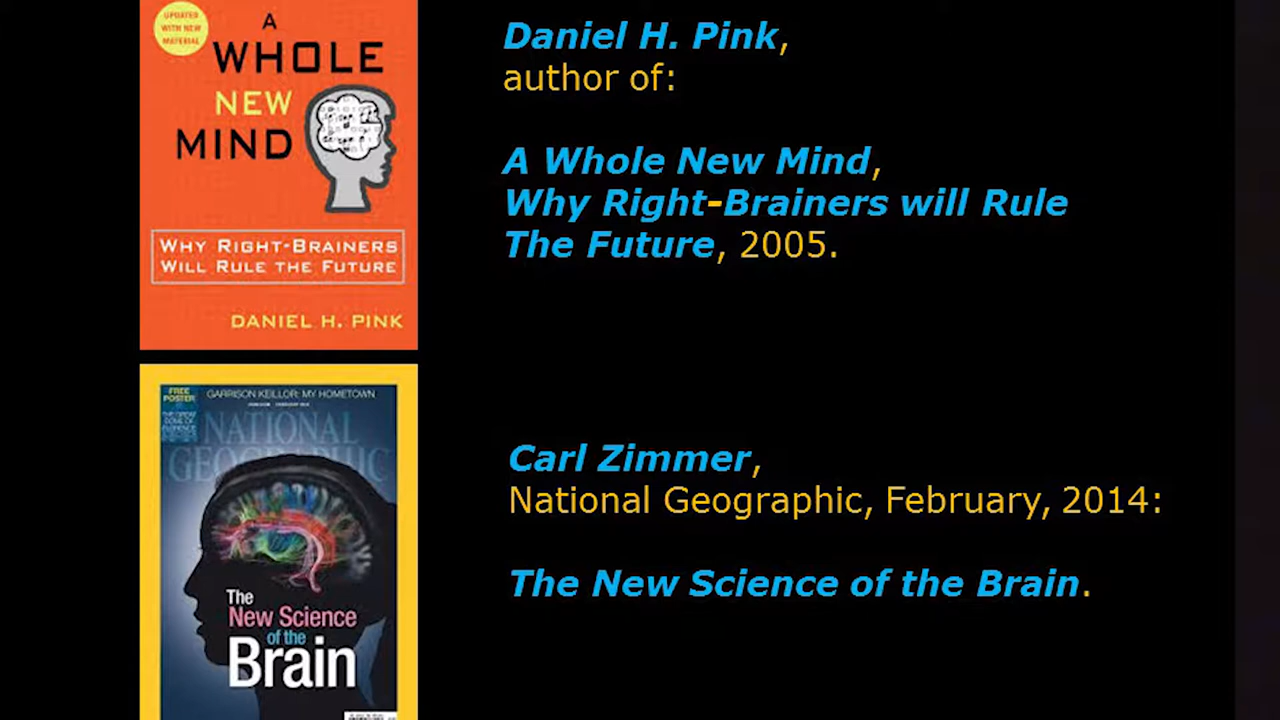 UPDATED
WITH NEW
MATERIAL
A
WHOLE
NEW
MIND
WHY RIGHT-BRAINERS
WILL RULE THE FUTURE
DANIEL H. PINK
Daniel H. Pink,
author of:
A Whole New Mind,
Why Right-Brainers will Rule
The Future, 2005.
FREE
POSTER
GARRISON KEILLOR: MY HOMETOWN
NATIONAL
GEOGRAPHIC
The
New Science
of the
Brain
Carl Zimmer,
National Geographic, February, 2014:
The New Science of the Brain.